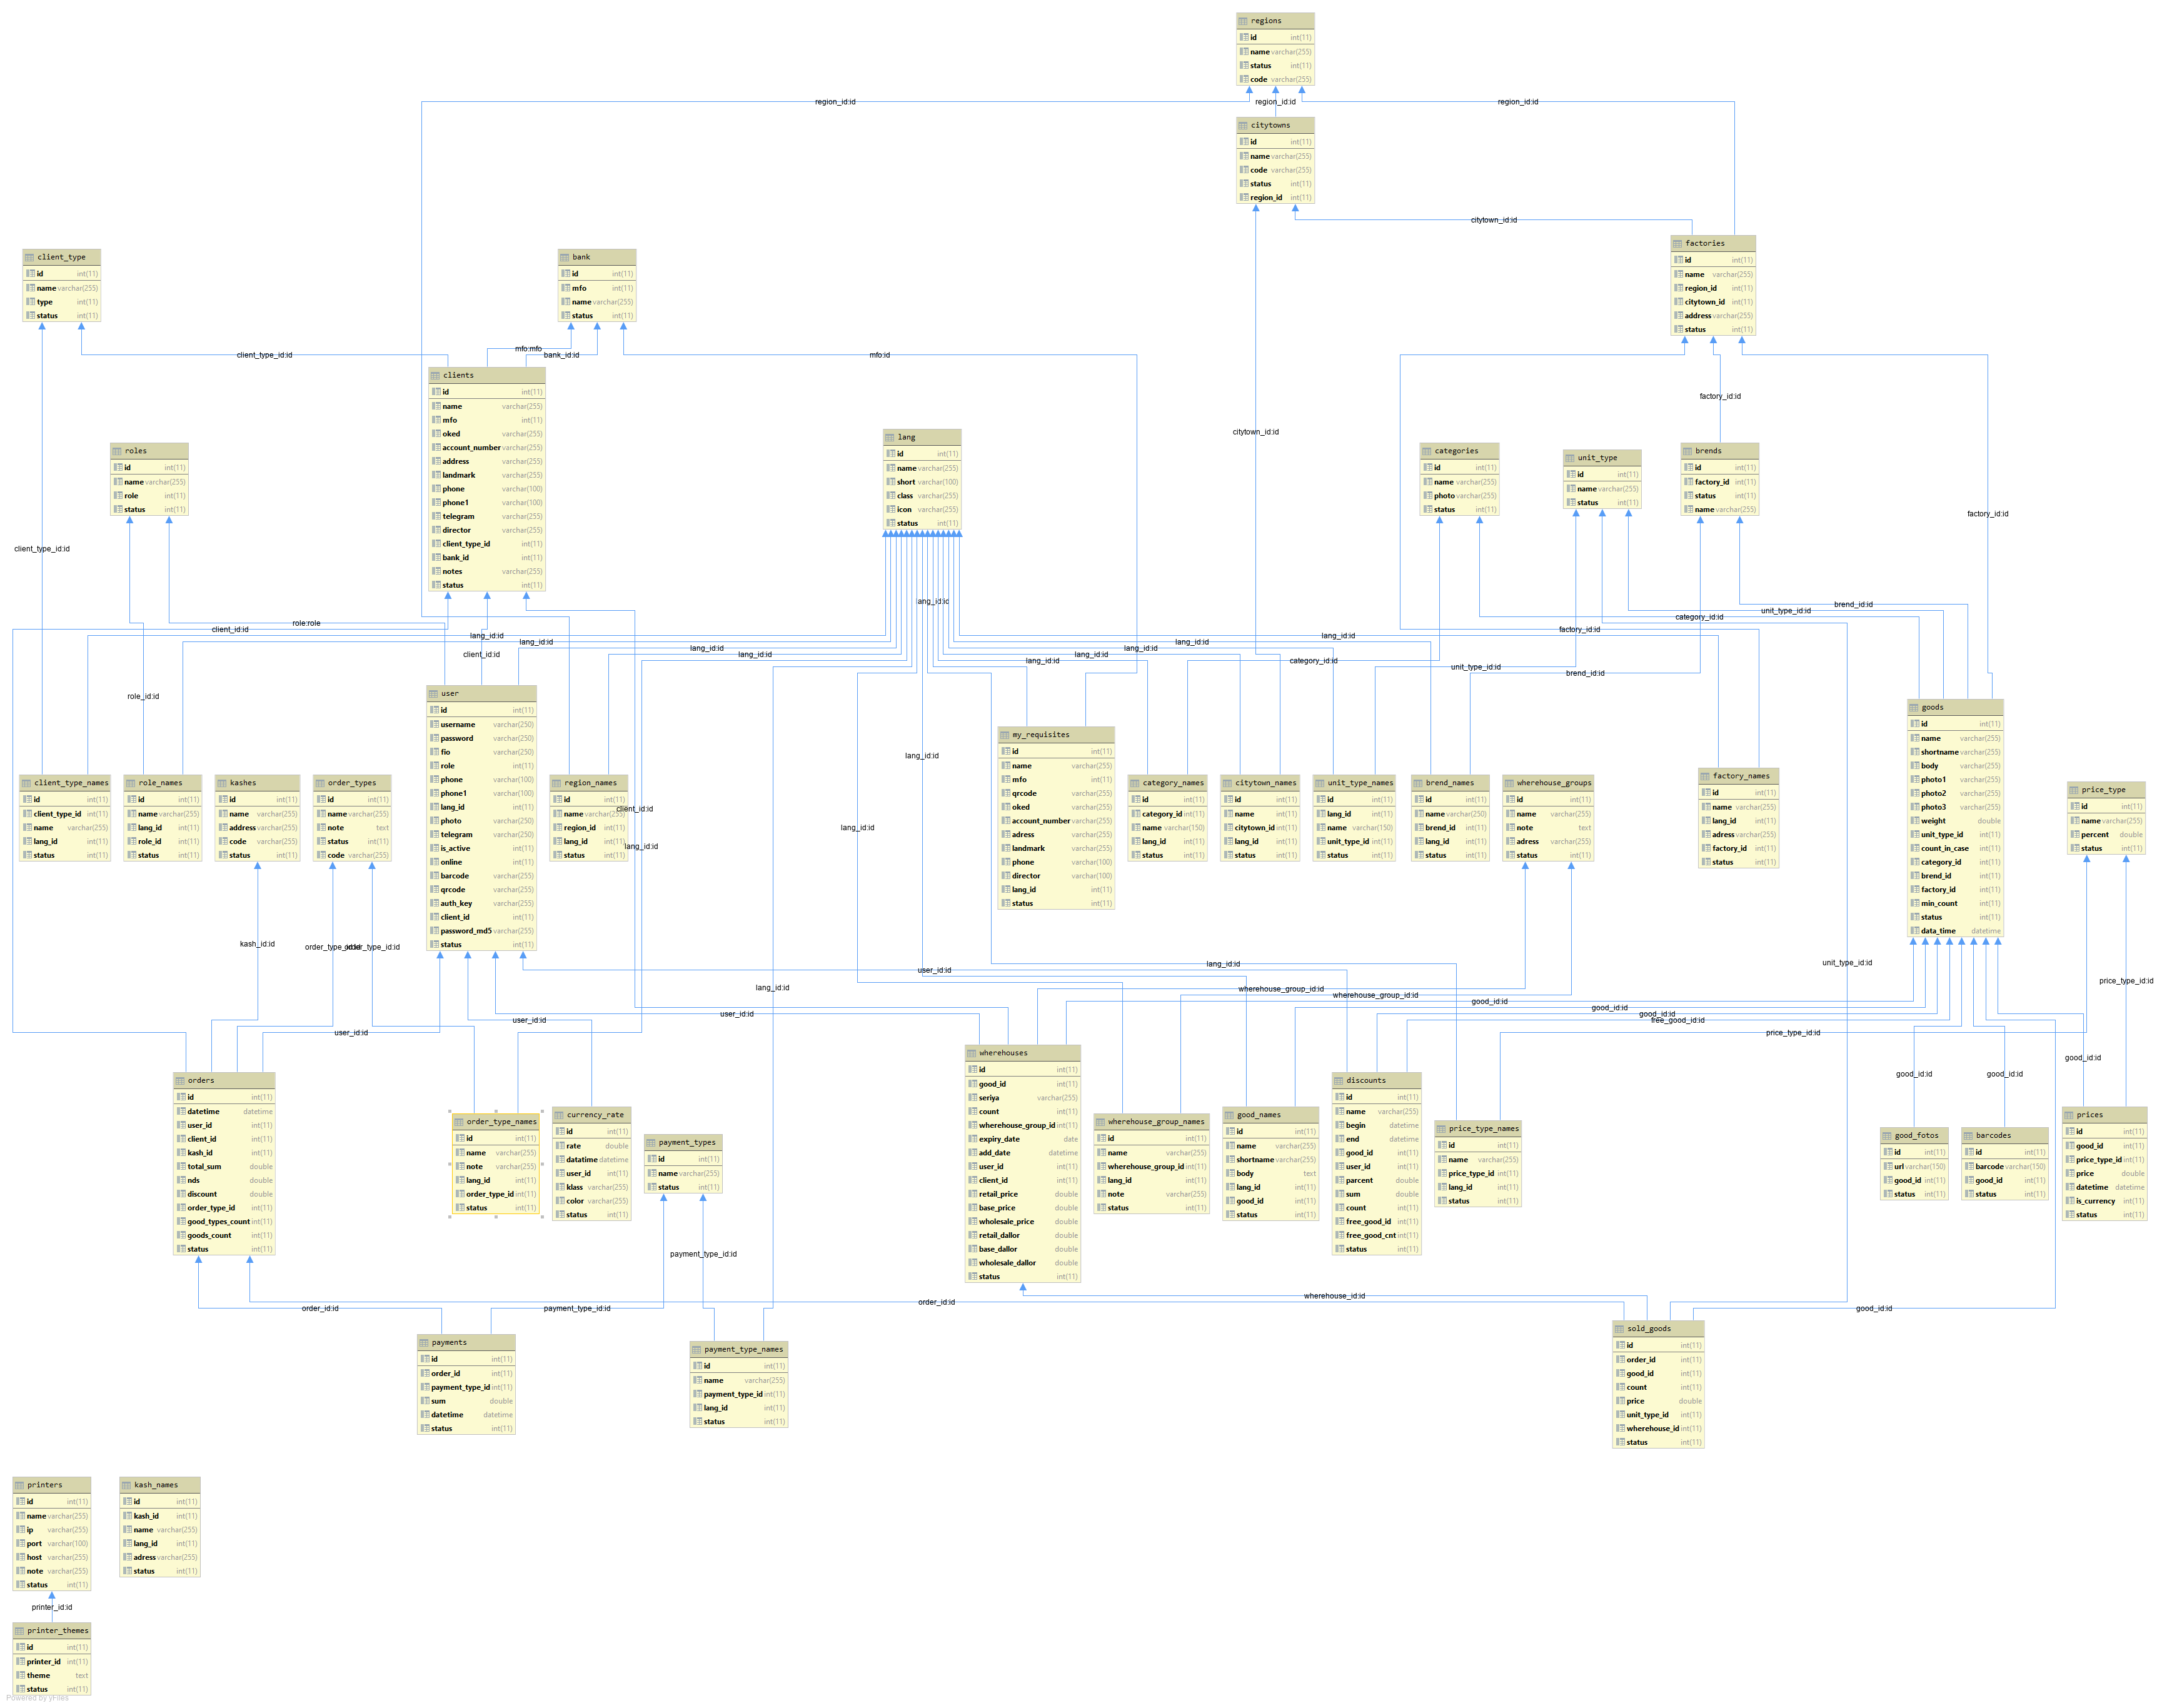 regions
id int(11)
name varchar(255)
status int(11)
code varchar(255)
region_id:id
region_id:id
region_id:id
citytowns
id int(11)
name varchar(255)
code varchar(255)
status int(11)
region_id int(11)
citytown_id:id
factories
id int(11)
name varchar(255)
region_id int(11)
citytown_id int(11)
address varchar(255)
status int(11)
client_type
id int(11)
name varchar(255)
type int(11)
status int(11)
bank
id int(11)
mfo int(11)
name varchar(255)
status int(11)
client_type_id:id
mfo:mfo
bank_id:id
mfo:id
clients
id int(11)
name varchar(255)
mfo int(11)
oked varchar(255)
account_number varchar(255)
address varchar(255)
landmark varchar(255)
phone varchar(100)
phone1 varchar(100)
telegram varchar(255)
director varchar(255)
client_type_id int(11)
bank_id int(11)
notes varchar(255)
status int(11)
factory_id:id
citytown_id:id
roles
id int(11)
name varchar(255)
role int(11)
status int(11)
lang
id int(11)
name varchar(255)
short varchar(100)
class varchar(255)
icon varchar(255)
status int(11)
categories
id int(11)
name varchar(255)
photo varchar(255)
status int(11)
unit_type
id int(11)
name varchar(255)
status int(11)
brends
id int(11)
factory_id int(11)
status int(11)
name varchar(255)
factory_id:id
client_type_id:id
ang_id:id
brend_id:id
unit_type_id:id
category_id:id
role:role
client_id:id
factory_id:id
lang_id:id
lang_id:id
lang_id:id
lang_id:id
lang_id:id
lang_id:id
client_id:id
lang_id:id
lang_id:id
category_id:id
unit_type_id:id
brend_id:id
role_id:id
user
id int(11)
username varchar(250)
password varchar(250)
fio varchar(250)
role int(11)
phone varchar(100)
phone1 varchar(100)
lang_id int(11)
photo varchar(250)
telegram varchar(250)
is_active int(11)
online int(11)
barcode varchar(255)
qrcode varchar(255)
auth_key varchar(255)
client_id int(11)
password_md5 varchar(255)
status int(11)
goods
id int(11)
name varchar(255)
shortname varchar(255)
body varchar(255)
photo1 varchar(255)
photo2 varchar(255)
photo3 varchar(255)
weight double
unit_type_id int(11)
count_in_case int(11)
category_id int(11)
brend_id int(11)
factory_id int(11)
min_count int(11)
status int(11)
data_time datetime
my_requisites
id int(11)
name varchar(255)
mfo int(11)
qrcode varchar(255)
oked varchar(255)
account_number varchar(255)
adress varchar(255)
landmark varchar(255)
phone varchar(100)
director varchar(100)
lang_id int(11)
status int(11)
lang_id:id
client_type_names
id int(11)
client_type_id int(11)
name varchar(255)
lang_id int(11)
status int(11)
role_names
id int(11)
name varchar(255)
lang_id int(11)
role_id int(11)
status int(11)
kashes
id int(11)
name varchar(255)
address varchar(255)
code varchar(255)
status int(11)
order_types
id int(11)
name varchar(255)
note text
status int(11)
code varchar(255)
region_names
id int(11)
name varchar(255)
region_id int(11)
lang_id int(11)
status int(11)
client_id:id
lang_id:id
lang_id:id
category_names
id int(11)
category_id int(11)
name varchar(150)
lang_id int(11)
status int(11)
citytown_names
id int(11)
name int(11)
citytown_id int(11)
lang_id int(11)
status int(11)
unit_type_names
id int(11)
lang_id int(11)
name varchar(150)
unit_type_id int(11)
status int(11)
brend_names
id int(11)
name varchar(250)
brend_id int(11)
lang_id int(11)
status int(11)
wherehouse_groups
id int(11)
name varchar(255)
note text
adress varchar(255)
status int(11)
factory_names
id int(11)
name varchar(255)
lang_id int(11)
adress varchar(255)
factory_id int(11)
status int(11)
price_type
id int(11)
name varchar(255)
percent double
status int(11)
kash_id:id
order_type_id:id
order_type_id:id
lang_id:id
user_id:id
unit_type_id:id
price_type_id:id
lang_id:id
wherehouse_group_id:id
wherehouse_group_id:id
good_id:id
good_id:id
good_id:id
free_good_id:id
user_id:id
user_id:id
user_id:id
price_type_id:id
good_id:id
good_id:id
good_id:id
orders
id int(11)
datetime datetime
user_id int(11)
client_id int(11)
kash_id int(11)
total_sum double
nds double
discount double
order_type_id int(11)
good_types_count int(11)
goods_count int(11)
status int(11)
order_type_names
id int(11)
name varchar(255)
note varchar(255)
lang_id int(11)
order_type_id int(11)
status int(11)
currency_rate
id int(11)
rate double
datatime datetime
user_id int(11)
klass varchar(255)
color varchar(255)
status int(11)
payment_types
id int(11)
name varchar(255)
status int(11)
wherehouses
id int(11)
good_id int(11)
seriya varchar(255)
count int(11)
wherehouse_group_id int(11)
expiry_date date
add_date datetime
user_id int(11)
client_id int(11)
retail_price double
base_price double
wholesale_price double
retail_dallor double
base_dallor double
wholesale_dallor double
status int(11)
wherehouse_group_names
id int(11)
name varchar(255)
wherehouse_group_id int(11)
lang_id int(11)
note varchar(255)
status int(11)
good_names
id int(11)
name varchar(255)
shortname varchar(255)
body text
lang_id int(11)
good_id int(11)
status int(11)
discounts
id int(11)
name varchar(255)
begin datetime
end datetime
good_id int(11)
user_id int(11)
parcent double
sum double
count int(11)
free_good_id int(11)
free_good_cnt int(11)
status int(11)
price_type_names
id int(11)
name varchar(255)
price_type_id int(11)
lang_id int(11)
status int(11)
good_fotos
id int(11)
url varchar(150)
good_id int(11)
status int(11)
barcodes
id int(11)
barcode varchar(150)
good_id int(11)
status int(11)
prices
id int(11)
good_id int(11)
price_type_id int(11)
price double
datetime datetime
is_currency int(11)
status int(11)
payment_type_id:id
order_id:id
payment_type_id:id
order_id:id
wherehouse_id:id
good_id:id
payments
id int(11)
order_id int(11)
payment_type_id int(11)
sum double
datetime datetime
status int(11)
payment_type_names
id int(11)
name varchar(255)
payment_type_id int(11)
lang_id int(11)
status int(11)
sold_goods
id int(11)
order_id int(11)
good_id int(11)
count int(11)
price double
unit_type_id int(11)
wherehouse_id int(11)
status int(11)
printers
id int(11)
name varchar(255)
ip varchar(255)
port varchar(100)
host varchar(255)
note varchar(255)
status int(11)
kash_names
id int(11)
kash_id int(11)
name varchar(255)
lang_id int(11)
adress varchar(255)
status int(11)
printer_id:id
printer_themes
id int(11)
printer_id int(11)
theme text
status int(11)
Powered by yFiles